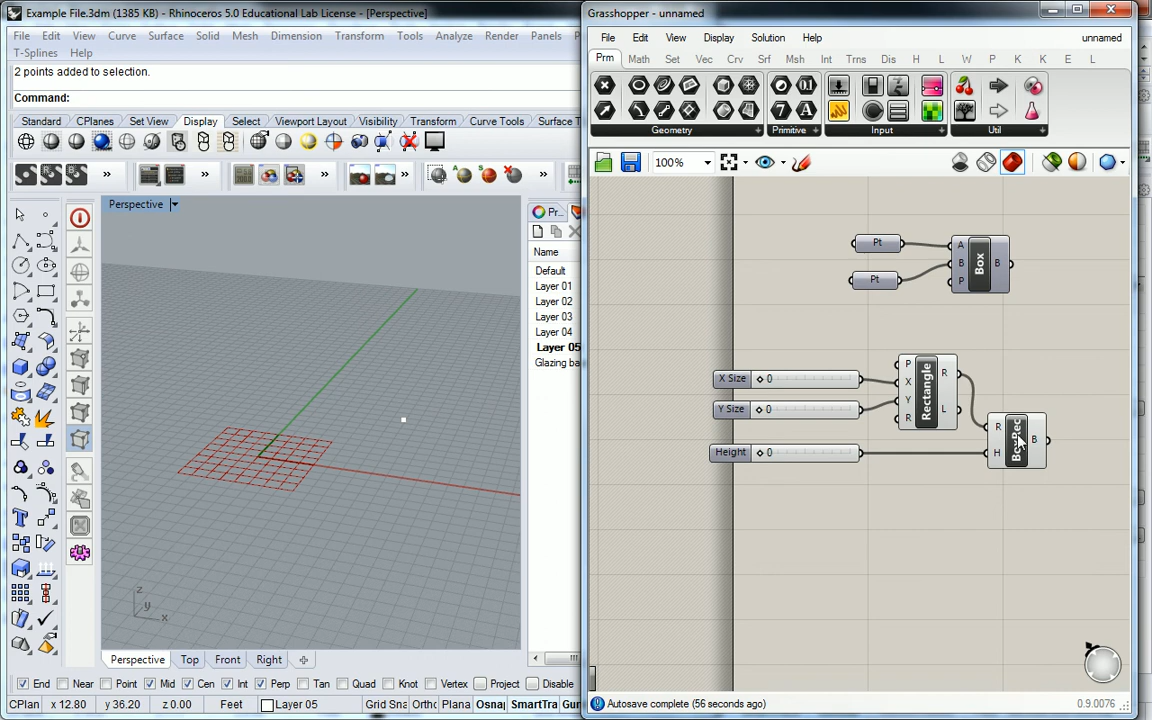 Example File.3dm (1385 KB) - Rhinoceros 5.0 Educational Lab License - [Perspective]
File Edit View Curve Surface Solid Mesh Dimension Transform Tools Analyze Render Panels
T-Splines Help
2 points added to selection.
Command:
Standard CPlanes Set View Display Select Viewport Layout Visibility Transform Curve Tools Surface T
Perspective
Pr...
Name
Default
Layer 01
Layer 02
Layer 03
Layer 04
Layer 05
Glazing ba
z
y
x
Perspective Top Front Right
End Near Point Mid Cen Int Perp Tan Quad Knot Vertex Project Disable
CPlan x 12.80 y 36.20 z 0.00 Feet Layer 05 Grid Sna Ortho Plana Osnap SmartTra Gum
Grasshopper - unnamed
File Edit View Display Solution Help unnamed
Prm Math Set Vec Crv Srf Msh Int Trns Dis H L W P K K E L
Geometry Primitive Input Util
100%
Pt A
B Box B
Pt P
P
X Size 0 X Rectangle R
Y Size 0 Y
R L
Height 0 R BoxRec B
H
Autosave complete (56 seconds ago) 0.9.0076